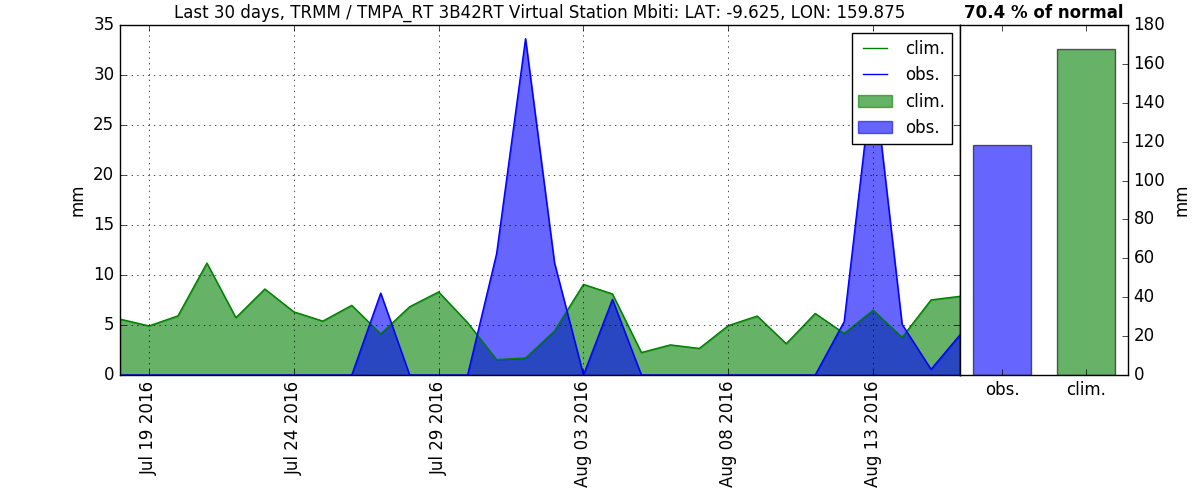 Last 30 days, TRMM / TMPA_RT 3B42RT Virtual Station Mbiti: LAT: -9.625, LON: 159.875
70.4 % of normal
35
30
25
20
15
10
5
0
mm
clim.
obs.
clim.
obs.
Jul 19 2016
Jul 24 2016
Jul 29 2016
Aug 03 2016
Aug 08 2016
Aug 13 2016
180
160
140
120
100
80
60
40
20
0
mm
obs.
clim.